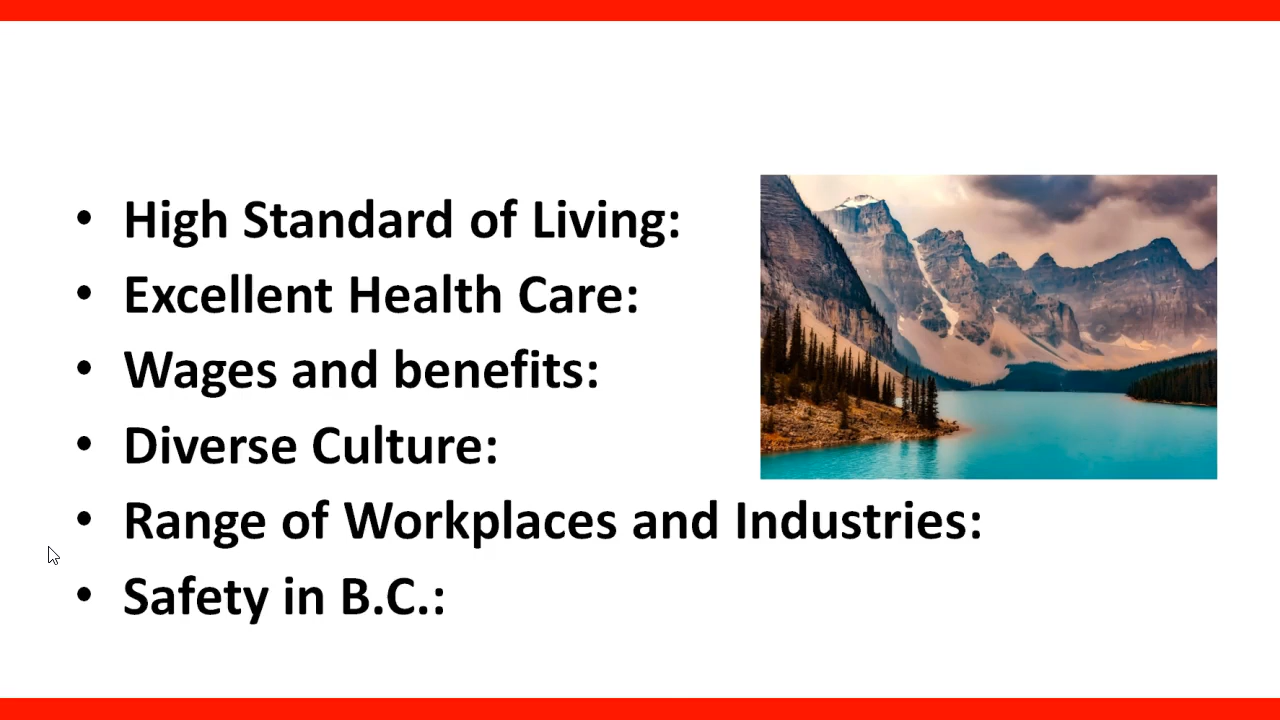 • High Standard of Living:
• Excellent Health Care:
• Wages and benefits:
• Diverse Culture:
• Range of Workplaces and Industries:
• Safety in B.C.: